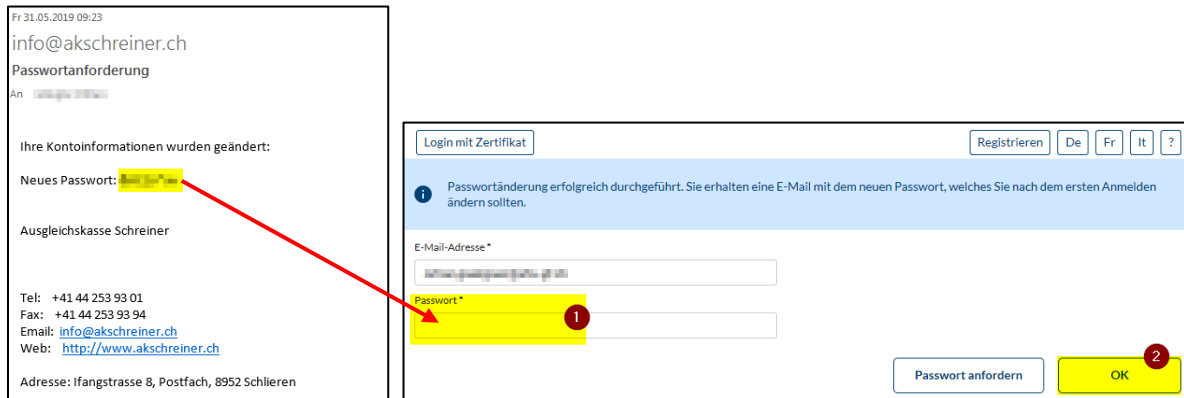 Fr 31.05.2019 09:23
info@akschreiner.ch
Passwortanforderung
An
Ihre Kontoinformationen wurden geändert:
Neues Passwort:
Ausgleichskasse Schreiner
Tel: +41 44 253 93 01
Fax: +41 44 253 93 94
Email: info@akschreiner.ch
Web: http://www.akschreiner.ch
Adresse: Ifangstrasse 8, Postfach, 8952 Schlieren
Login mit Zertifikat
Registrieren De Fr It ?
Passwortänderung erfolgreich durchgeführt. Sie erhalten eine E-Mail mit dem neuen Passwort, welches Sie nach dem ersten Anmelden
ändern sollten.
E-Mail-Adresse *
Passwort *
1
2
Passwort anfordern OK